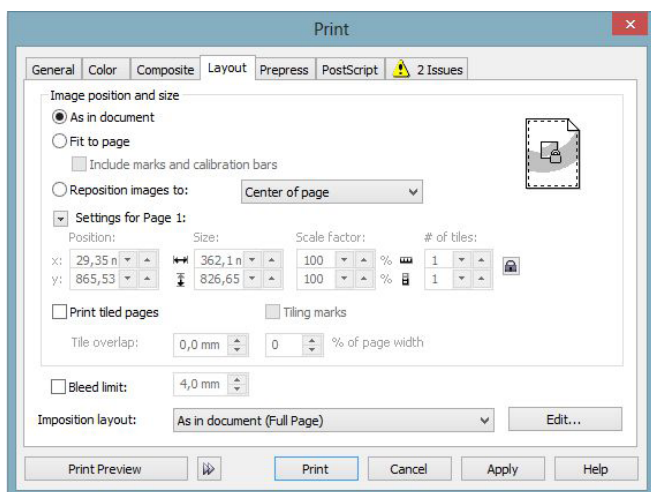 Print
General Color Composite Layout Prepress PostScript 2 Issues
Image position and size
As in document
Fit to page
Include marks and calibration bars
Reposition images to: Center of page
Settings for Page 1:
Position: Size: Scale factor: # of tiles:
x: 29,35 n 362,1 n 100 % 1
y: 865,53 826,65 100 % 1
Print tiled pages Tiling marks
Tile overlap: 0,0 mm 0 % of page width
Bleed limit: 4,0 mm
Imposition layout: As in document (Full Page) Edit...
Print Preview Print Cancel Apply Help